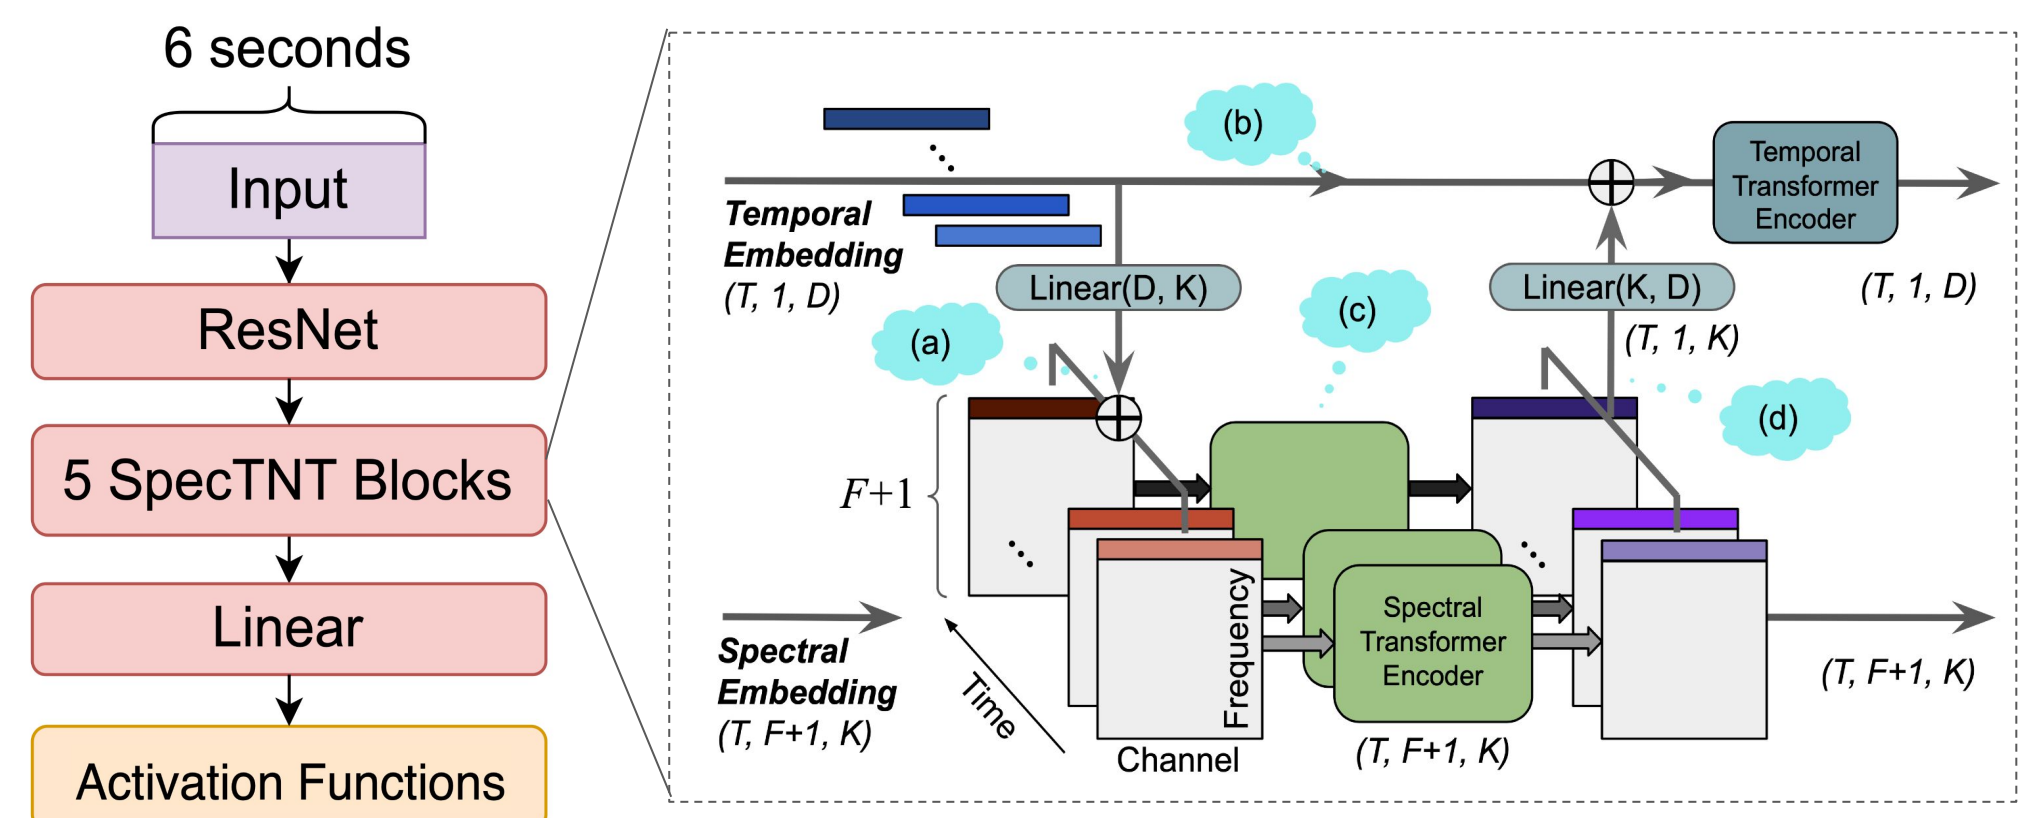 6 seconds
Input
ResNet
5 SpecTNT Blocks
Linear
Activation Functions
(b)
Temporal
Transformer
Encoder
Temporal
Embedding
(T, 1, D)
Linear(D, K)
Linear(K, D)
(T, 1, D)
(T, 1, K)
(a)
(c)
(d)
F+1
Spectral
Embedding
(T, F+1, K)
Time
Frequency
Channel
Spectral
Transformer
Encoder
(T, F+1, K)
(T, F+1, K)